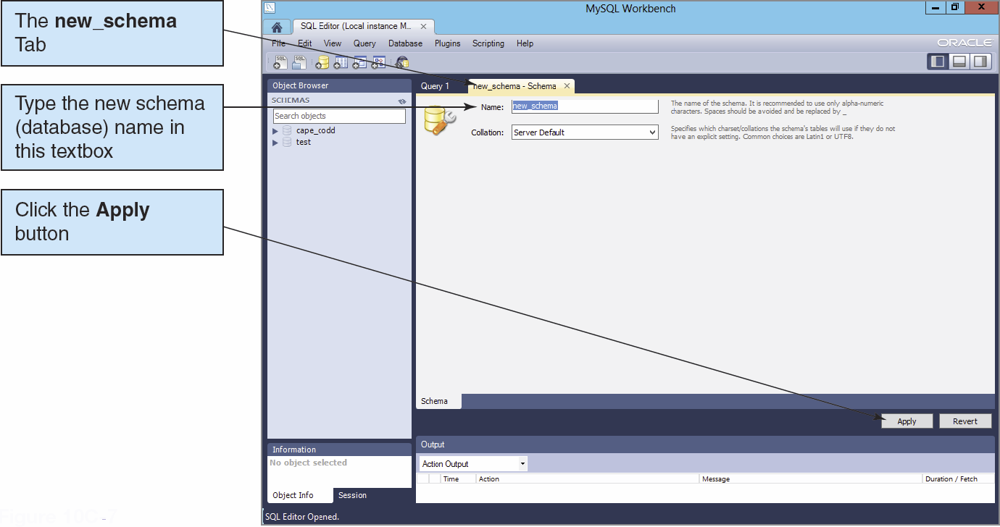 The new_schema
Tab
Type the new schema
(database) name in
this textbox
Click the Apply
button
MySQL Workbench
SQL Editor (Local instance M...
File Edit View Query Database Plugins Scripting Help
ORACLE
SQL SQL
Object Browser
SCHEMAS
Search objects
cape_codd
test
Query 1
new_schema - Schema
Name: new_schema
The name of the schema. It is recommended to use only alpha-numeric
characters. Spaces should be avoided and be replaced by _
Collation: Server Default
Specifies which charset/collations the schema's tables will use if they do not
have an explicit setting. Common choices are Latin1 or UTF8.
Schema
Apply Revert
Information
No object selected
Object Info Session
Output
Action Output
Time Action Message Duration / Fetch
SQL Editor Opened.
Figure 10C-7